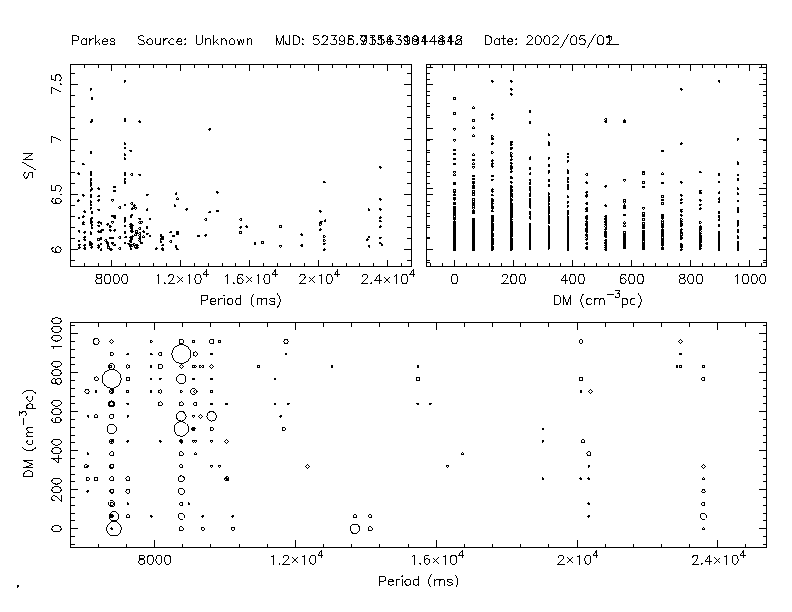 Parkes Source: Unknown MJD: Date: 2002/05/
7.5
7
6.5
6
S/N
8000 1.2×10⁴ 1.6×10⁴ 2×10⁴ 2.4×10⁴
Period (ms)
0 200 400 600 800 1000
DM (cm⁻³pc)
1000
800
600
400
200
0
DM (cm⁻³pc)
8000 1.2×10⁴ 1.6×10⁴ 2×10⁴ 2.4×10⁴
Period (ms)